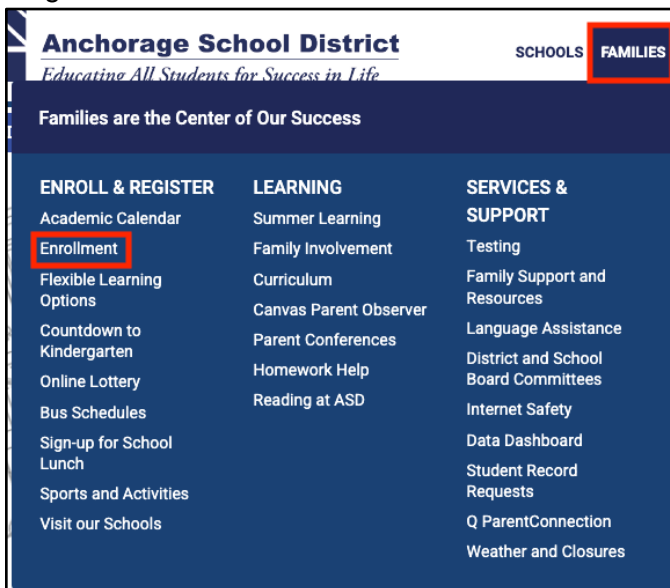 Anchorage School District
Educating All Students for Success in Life
SCHOOLS FAMILIES
Families are the Center of Our Success
ENROLL & REGISTER
Academic Calendar
Enrollment
Flexible Learning
Options
Countdown to
Kindergarten
Online Lottery
Bus Schedules
Sign-up for School
Lunch
Sports and Activities
Visit our Schools
LEARNING
Summer Learning
Family Involvement
Curriculum
Canvas Parent Observer
Parent Conferences
Homework Help
Reading at ASD
SERVICES &
SUPPORT
Testing
Family Support and
Resources
Language Assistance
District and School
Board Committees
Internet Safety
Data Dashboard
Student Record
Requests
Q ParentConnection
Weather and Closures